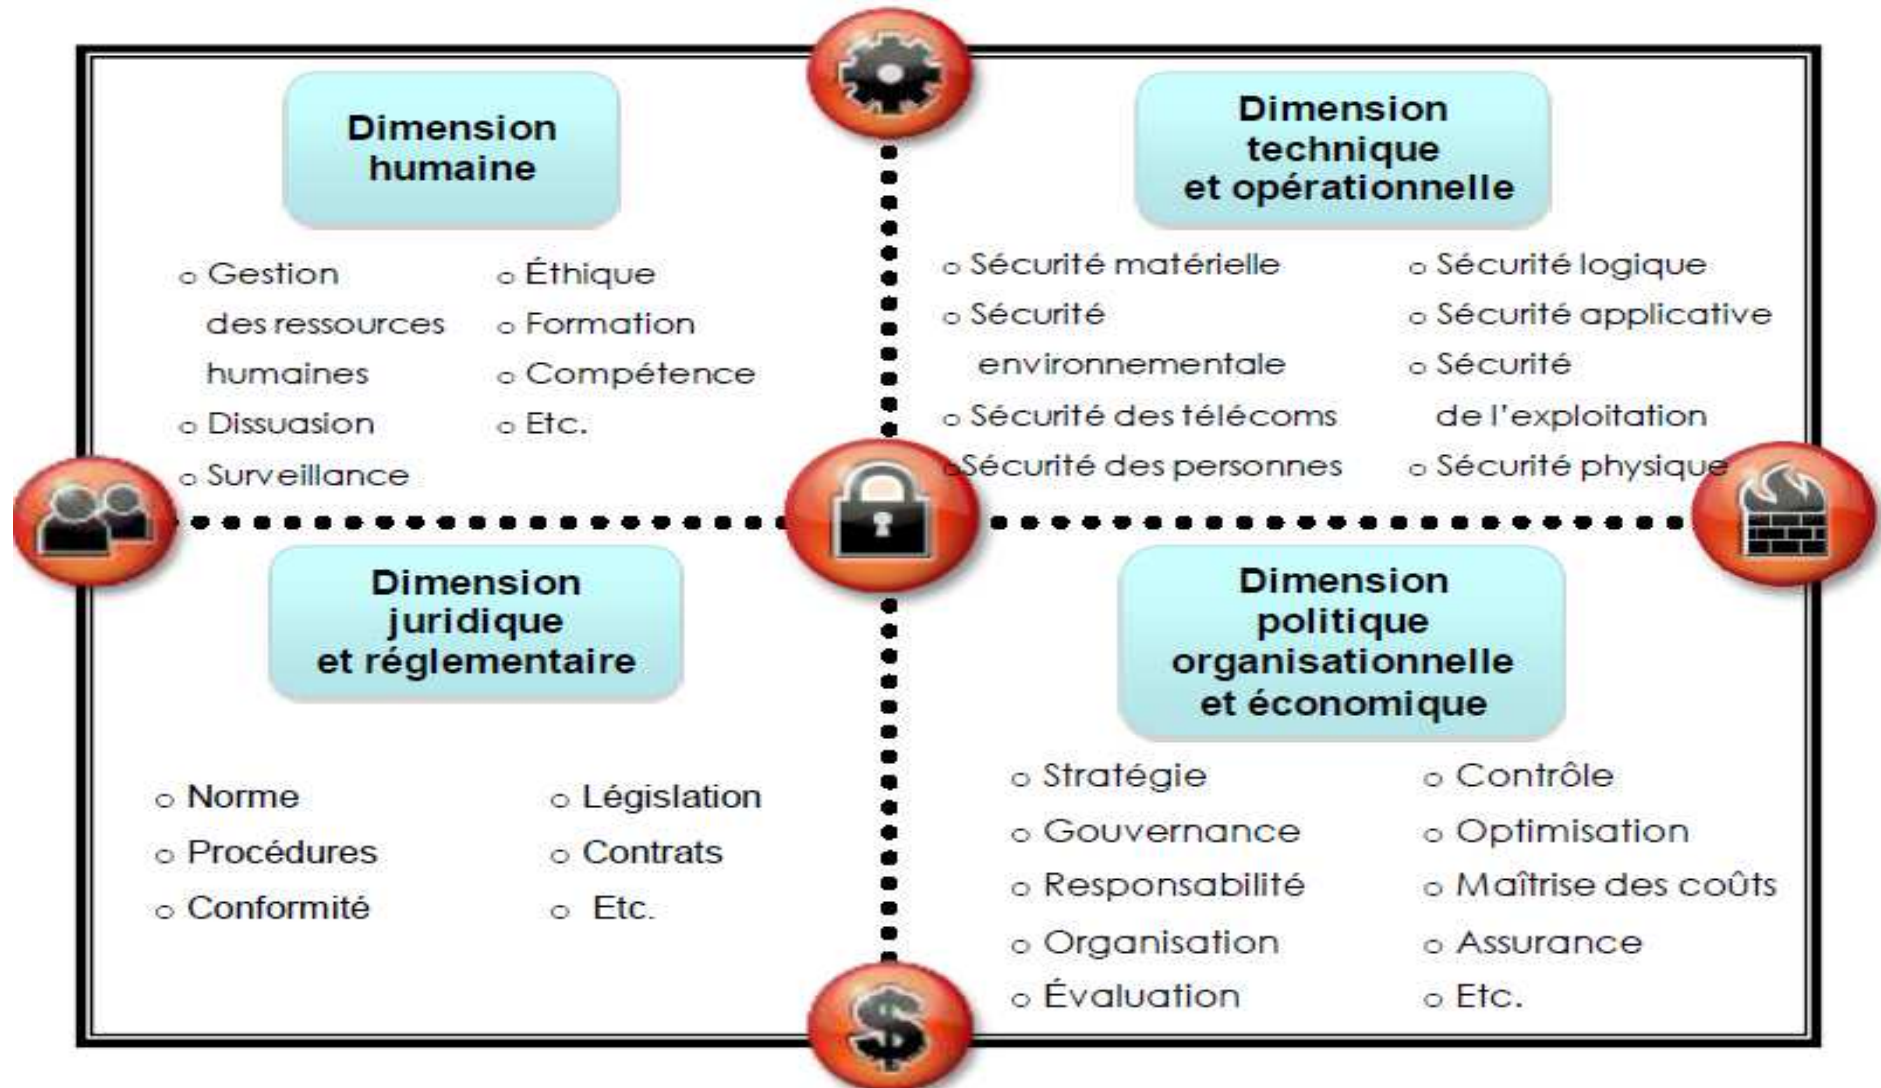 Dimension
humaine
○ Gestion
des ressources
humaines
○ Dissuasion
○ Surveillance
○ Éthique
○ Formation
○ Compétence
○ Etc.
Dimension
technique
et opérationnelle
○ Sécurité matérielle
○ Sécurité
environnementale
○ Sécurité des télécoms
○ Sécurité des personnes
○ Sécurité logique
○ Sécurité applicative
○ Sécurité
de l'exploitation
○ Sécurité physique
Dimension
juridique
et réglementaire
○ Norme
○ Procédures
○ Conformité
○ Législation
○ Contrats
○ Etc.
Dimension
politique
organisationnelle
et économique
○ Stratégie
○ Gouvernance
○ Responsabilité
○ Organisation
○ Évaluation
○ Contrôle
○ Optimisation
○ Maîtrise des coûts
○ Assurance
○ Etc.
$